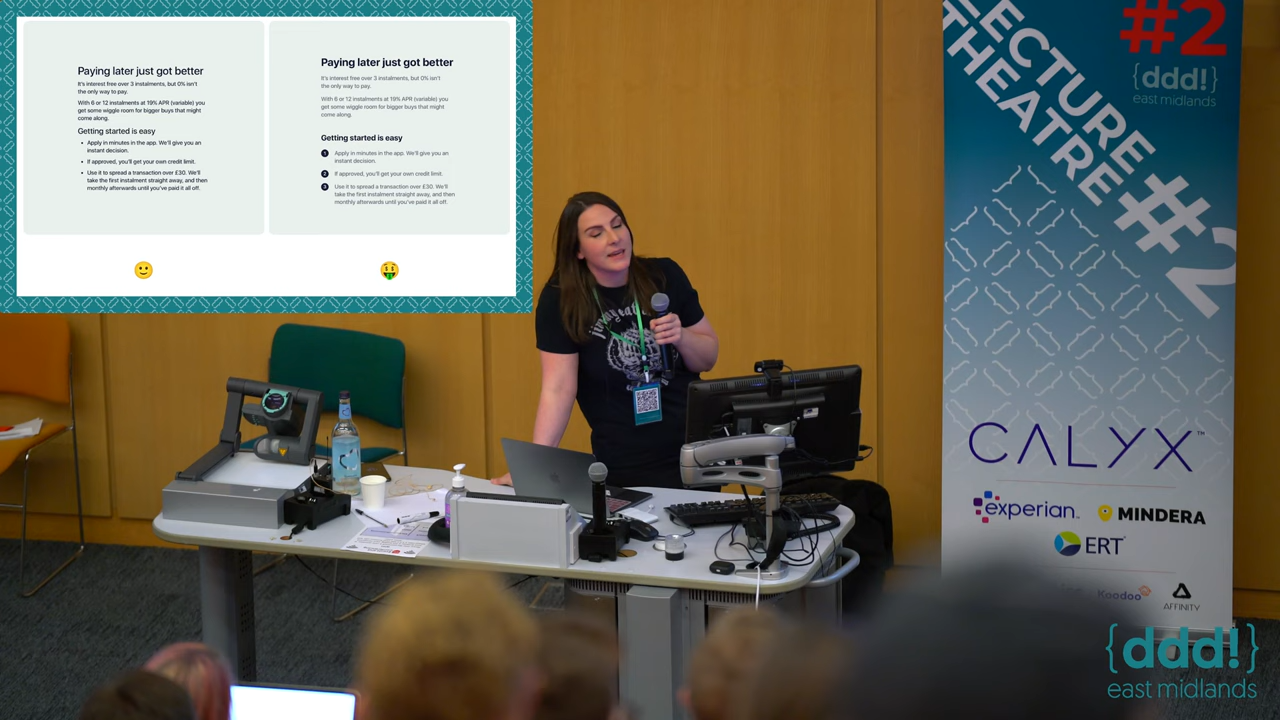 Paying later just got better
It's interest free over 3 instalments, but 0% isn't
the only way to pay.
With 6 or 12 instalments at 19% APR (variable) you
get some wiggle room for bigger buys that might
come along.
Getting started is easy
• Apply in minutes in the app. We'll give you an
instant decision.
• If approved, you'll get your own credit limit.
• Use it to spread a transaction over £30. We'll
take the first instalment straight away, and then
monthly afterwards until you've paid it all off.
Paying later just got better
It's interest free over 3 instalments, but 0% isn't
the only way to pay.
With 6 or 12 instalments at 19% APR (variable) you
get some wiggle room for bigger buys that might
come along.
Getting started is easy
1 Apply in minutes in the app. We'll give you an
instant decision.
2 If approved, you'll get your own credit limit.
3 Use it to spread a transaction over £30. We'll
take the first instalment straight away, and then
monthly afterwards until you've paid it all off.
LECTURE
THEATRE
#2
#2
{ddd!}
east midlands
CALYX™
experian.
MINDERA
ERT
Koodoo
AFFINITY
{ddd!}
east midlands